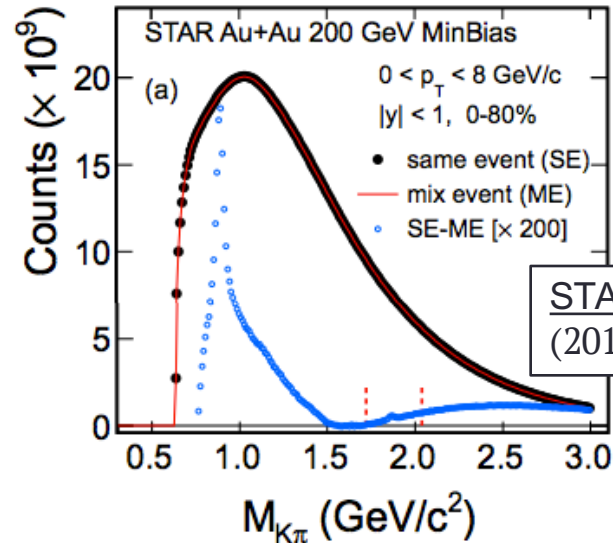 STAR Au+Au 200 GeV MinBias
(a)
0 < p_T < 8 GeV/c
|y| < 1, 0-80%
same event (SE)
mix event (ME)
SE-ME [× 200]
STA
(201
Counts (× 10⁹)
20
15
10
5
0
0.5 1.0 1.5 2.0 2.5 3.0
M_Kπ (GeV/c²)